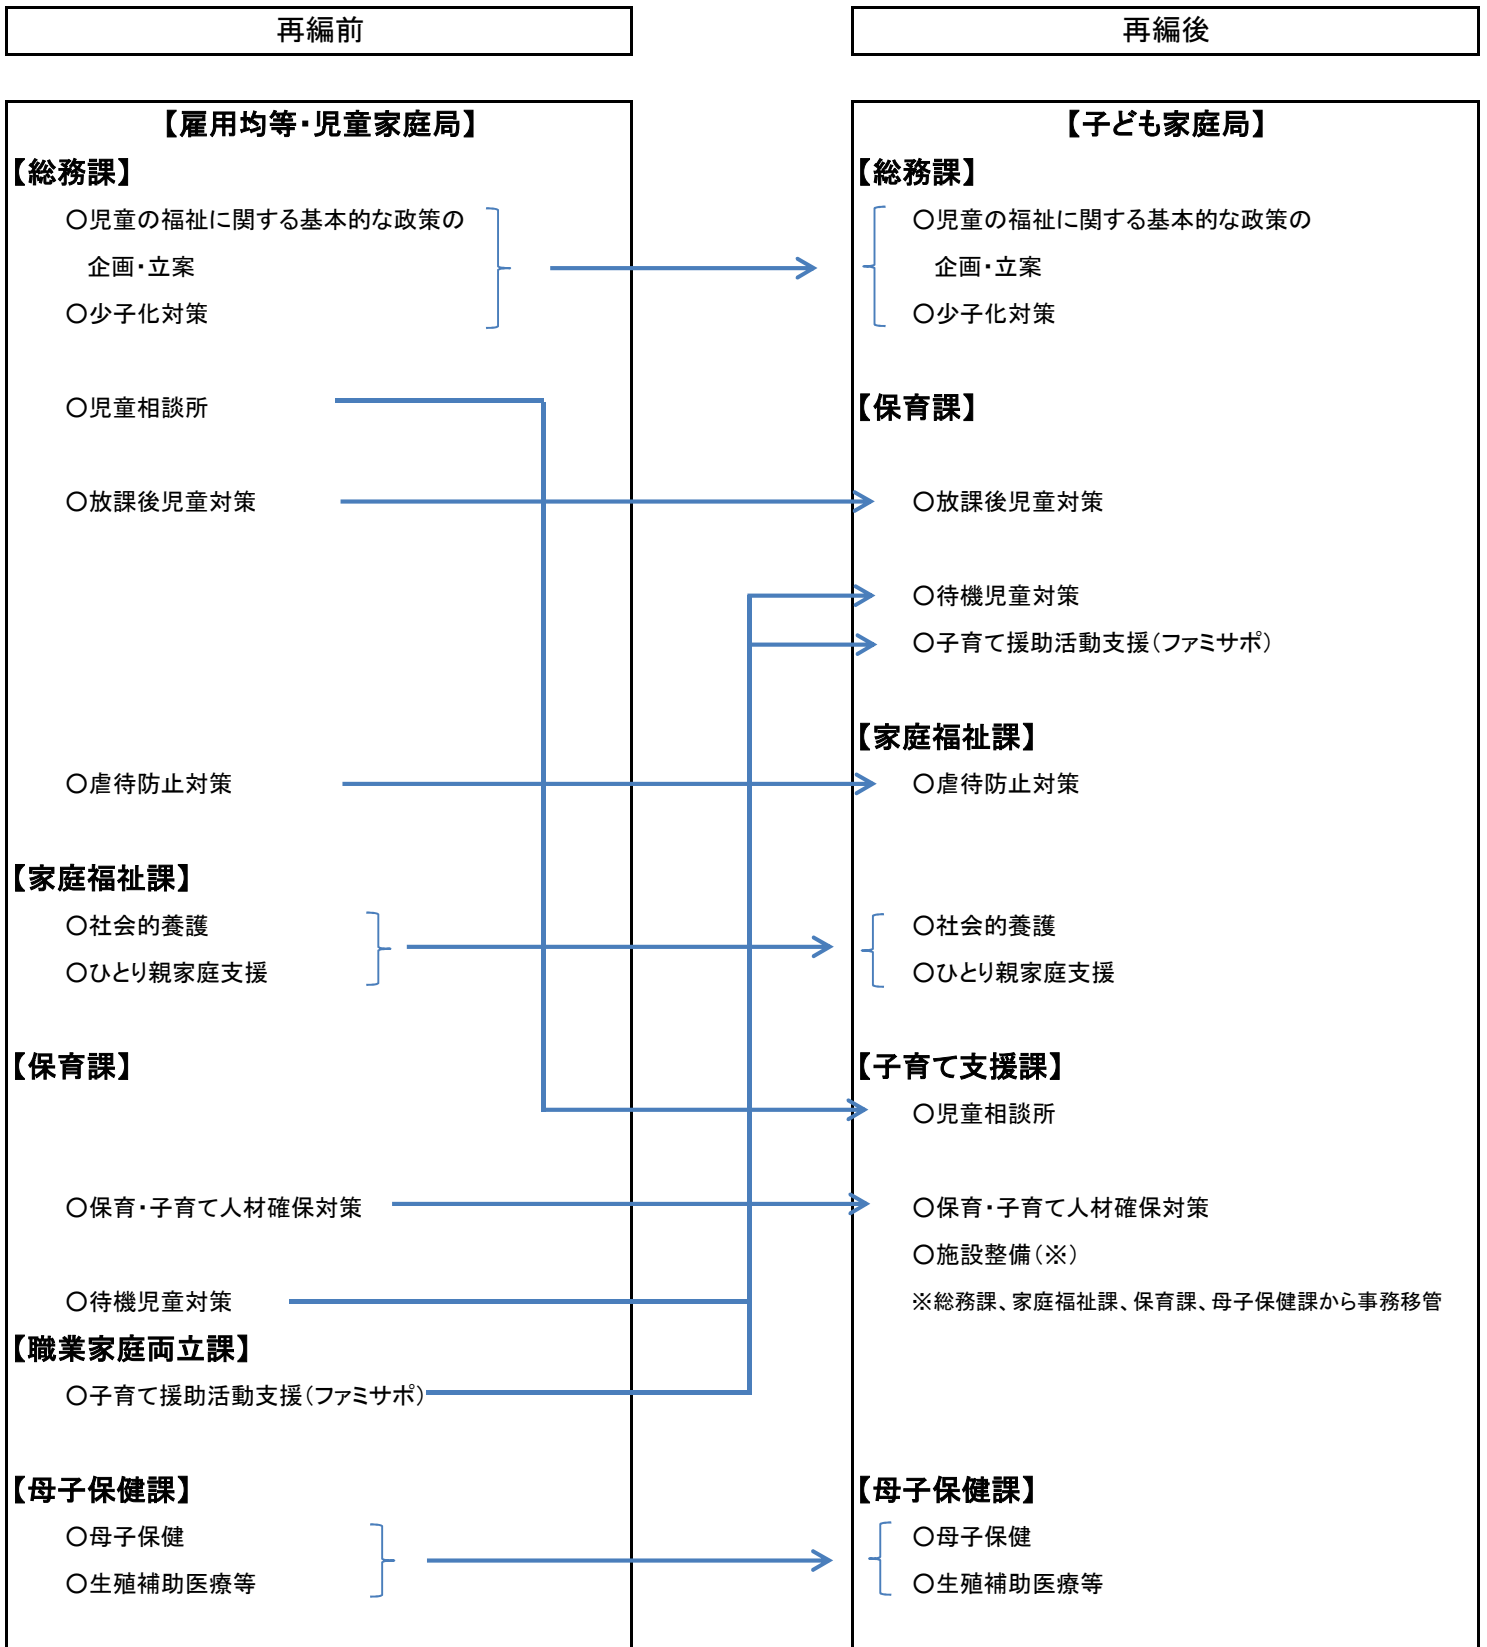 再編前
【雇用均等・児童家庭局】
【総務課】
○児童の福祉に関する基本的な政策の
企画・立案
○少子化対策
○児童相談所
○放課後児童対策
○虐待防止対策
【家庭福祉課】
○社会的養護
○ひとり親家庭支援
【保育課】
○保育・子育て人材確保対策
○待機児童対策
【職業家庭両立課】
○子育て援助活動支援(ファミサポ)
【母子保健課】
○母子保健
○生殖補助医療等
再編後
【子ども家庭局】
【総務課】
○児童の福祉に関する基本的な政策の
企画・立案
○少子化対策
【保育課】
○放課後児童対策
○待機児童対策
○子育て援助活動支援(ファミサポ)
【家庭福祉課】
○虐待防止対策
○社会的養護
○ひとり親家庭支援
【子育て支援課】
○児童相談所
○保育・子育て人材確保対策
○施設整備(※)
※総務課、家庭福祉課、保育課、母子保健課から事務移管
【母子保健課】
○母子保健
○生殖補助医療等